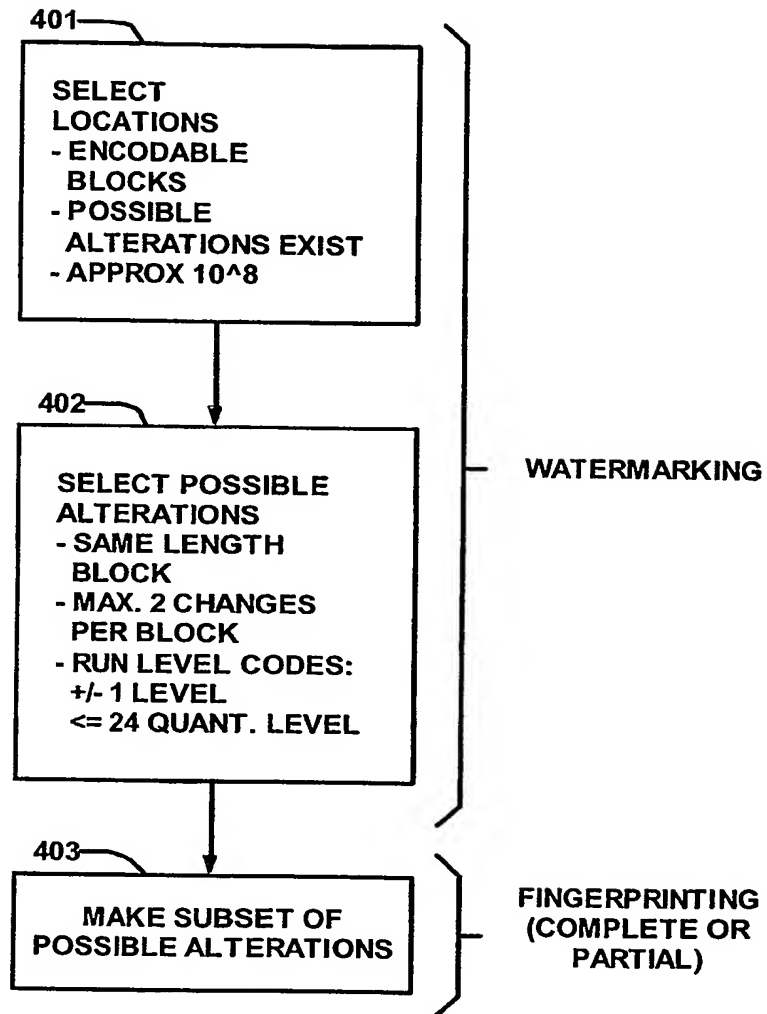 401
SELECT
LOCATIONS
- ENCODABLE
BLOCKS
- POSSIBLE
ALTERATIONS EXIST
- APPROX 10^8
402
SELECT POSSIBLE
ALTERATIONS
- SAME LENGTH
BLOCK
- MAX. 2 CHANGES
PER BLOCK
- RUN LEVEL CODES:
+/- 1 LEVEL
<= 24 QUANT. LEVEL
WATERMARKING
403
MAKE SUBSET OF
POSSIBLE ALTERATIONS
FINGERPRINTING
(COMPLETE OR
PARTIAL)